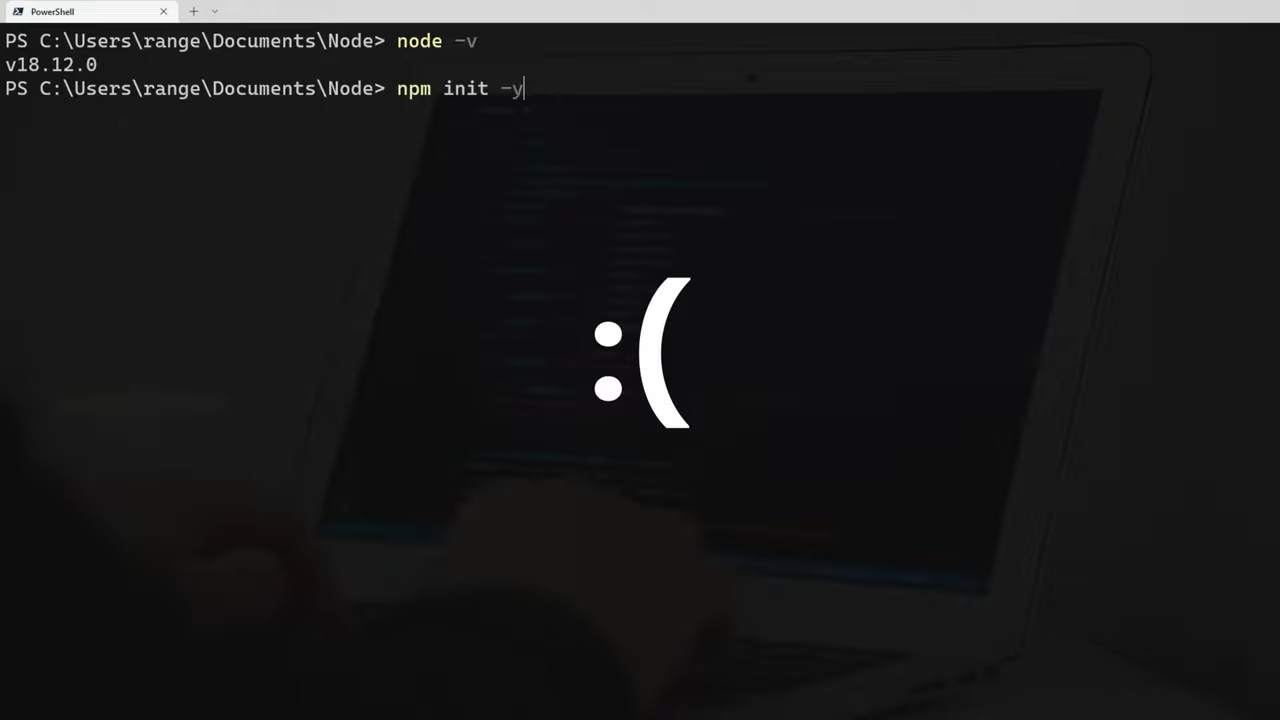 PowerShell
PS C:\Users\range\Documents\Node> node -v
v18.12.0
PS C:\Users\range\Documents\Node> npm init -y
:(